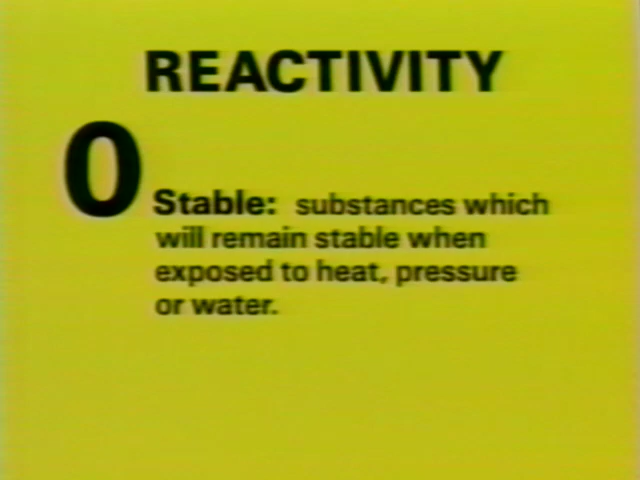 REACTIVITY
0
Stable: substances which
will remain stable when
exposed to heat, pressure
or water.